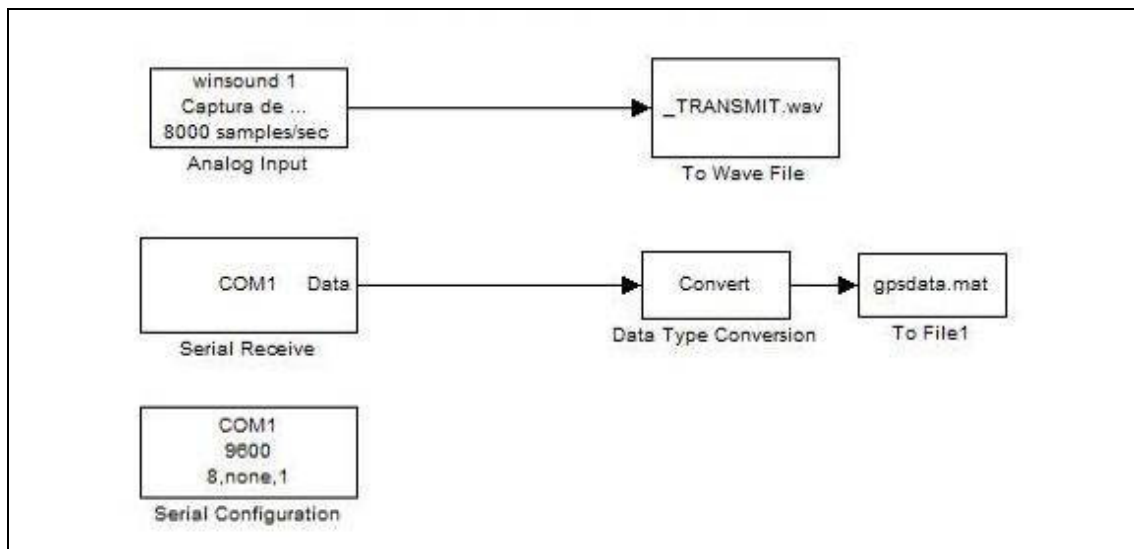 winsound 1
Captura de ...
8000 samples/sec
Analog Input
_TRANSMIT.wav
To Wave File
COM1 Data
Serial Receive
Convert
Data Type Conversion
gpsdata.mat
To File1
COM1
9600
8,none,1
Serial Configuration